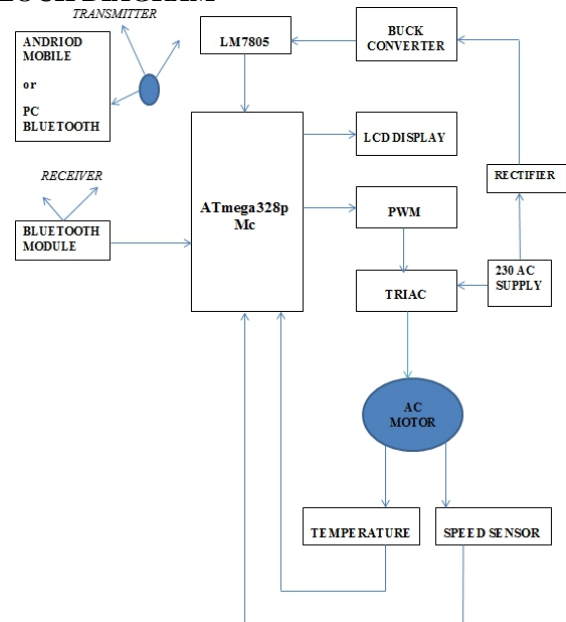 TRANSMITTER
ANDRIOD
MOBILE
or
PC
BLUETOOTH
LM7805
BUCK
CONVERTER
LCD DISPLAY
RECEIVER
BLUETOOTH
MODULE
ATmega328p
Mc
PWM
RECTIFIER
TRIAC
230 AC
SUPPLY
AC
MOTOR
TEMPERATURE
SPEED SENSOR